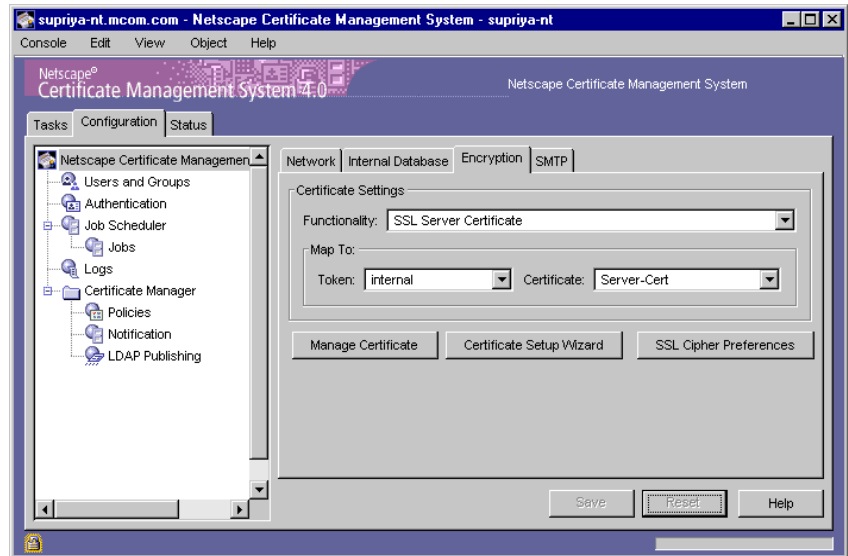 supriya-nt.mcom.com - Netscape Certificate Management System - supriya-nt
Console Edit View Object Help
Netscape®
Certificate Management System 4.0
Netscape Certificate Management System
Tasks Configuration Status
Netscape Certificate Managemen
Users and Groups
Authentication
Job Scheduler
Jobs
Logs
Certificate Manager
Policies
Notification
LDAP Publishing
Network Internal Database Encryption SMTP
Certificate Settings
Functionality: SSL Server Certificate
Map To:
Token: internal Certificate: Server-Cert
Manage Certificate Certificate Setup Wizard SSL Cipher Preferences
Save Reset Help